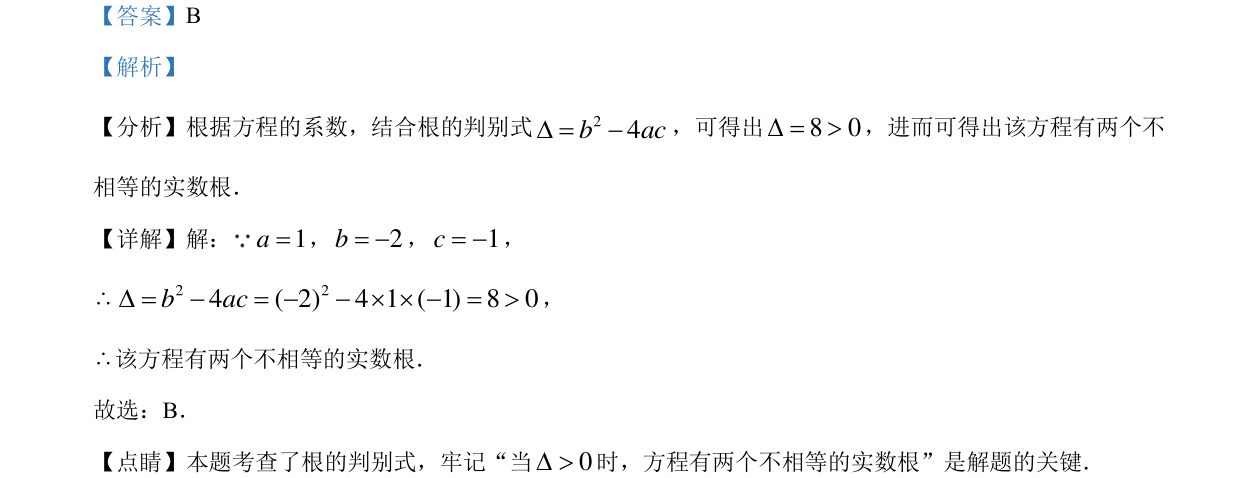 【答案】B
【解析】
【分析】根据方程的系数，结合根的判别式 Δ = b² − 4ac ，可得出 Δ = 8 > 0 ，进而可得出该方程有两个不
相等的实数根．
【详解】解：∵ a = 1 ，b = −2 ，c = −1 ，
∴ Δ = b² − 4ac = (−2)² − 4×1×(−1) = 8 > 0 ，
∴该方程有两个不相等的实数根．
故选：B．
【点睛】本题考查了根的判别式，牢记“当 Δ > 0 时，方程有两个不相等的实数根”是解题的关键．